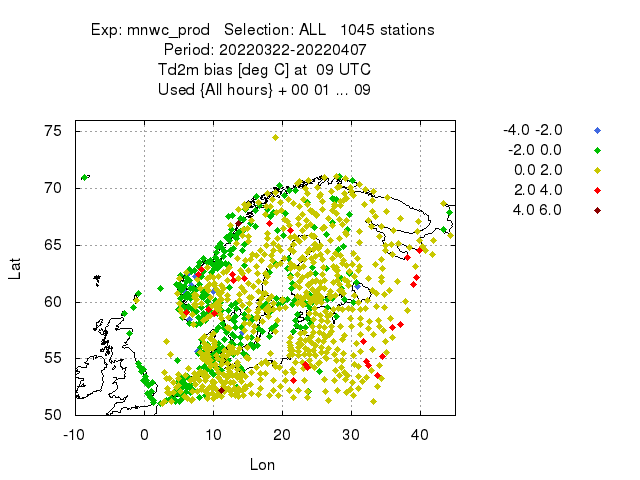 Exp: mnwc_prod   Selection: ALL   1045 stations
Period: 20220322-20220407
Td2m bias [deg C] at  09 UTC
Used {All hours} + 00 01 ... 09
-4.0 -2.0
-2.0 0.0
0.0 2.0
2.0 4.0
4.0 6.0
75
70
65
60
55
50
Lat
-10 0 10 20 30 40
Lon